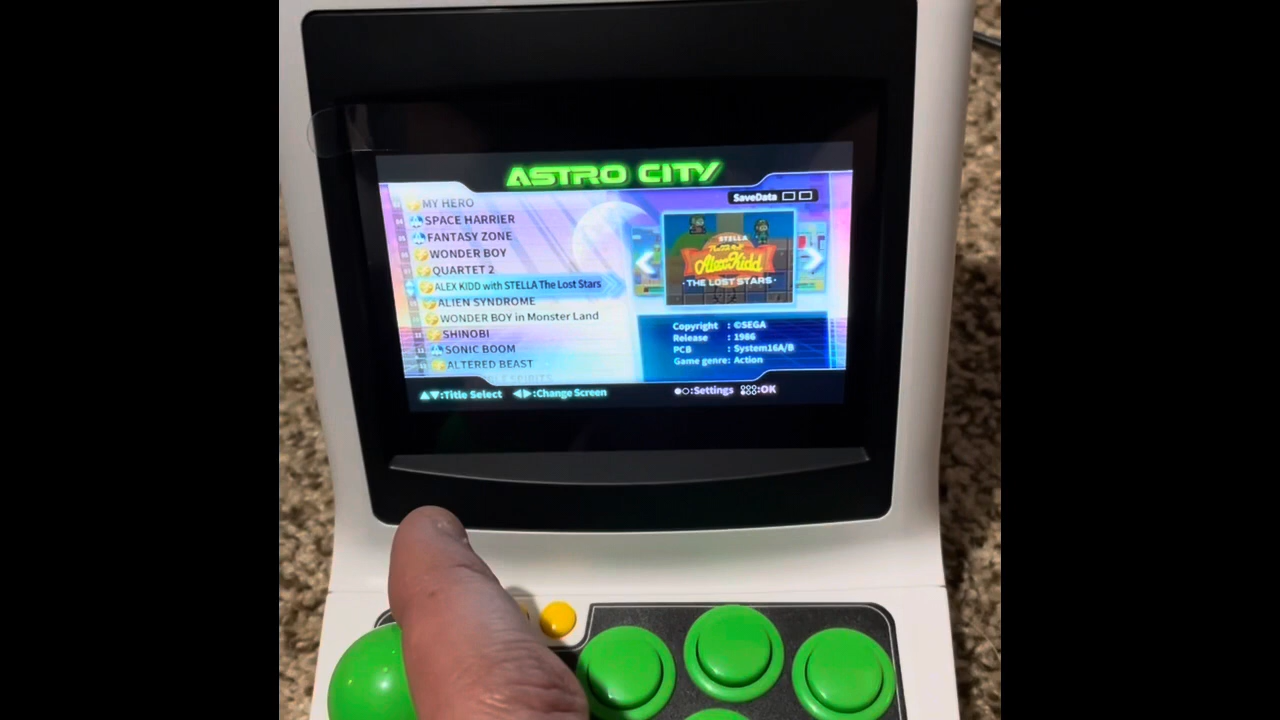 ASTRO CITY
SaveData
MY HERO
SPACE HARRIER
FANTASY ZONE
WONDER BOY
QUARTET 2
ALEX KIDD with STELLA The Lost Stars
ALIEN SYNDROME
WONDER BOY in Monster Land
SHINOBI
SONIC BOOM
ALTERED BEAST
STELLA
Alex Kidd
·THE LOST STARS·
Copyright : ©SEGA
Release : 1986
PCB : System16A/B
Game genre: Action
▲▼:Title Select ◀▶:Change Screen
●○:Settings :OK